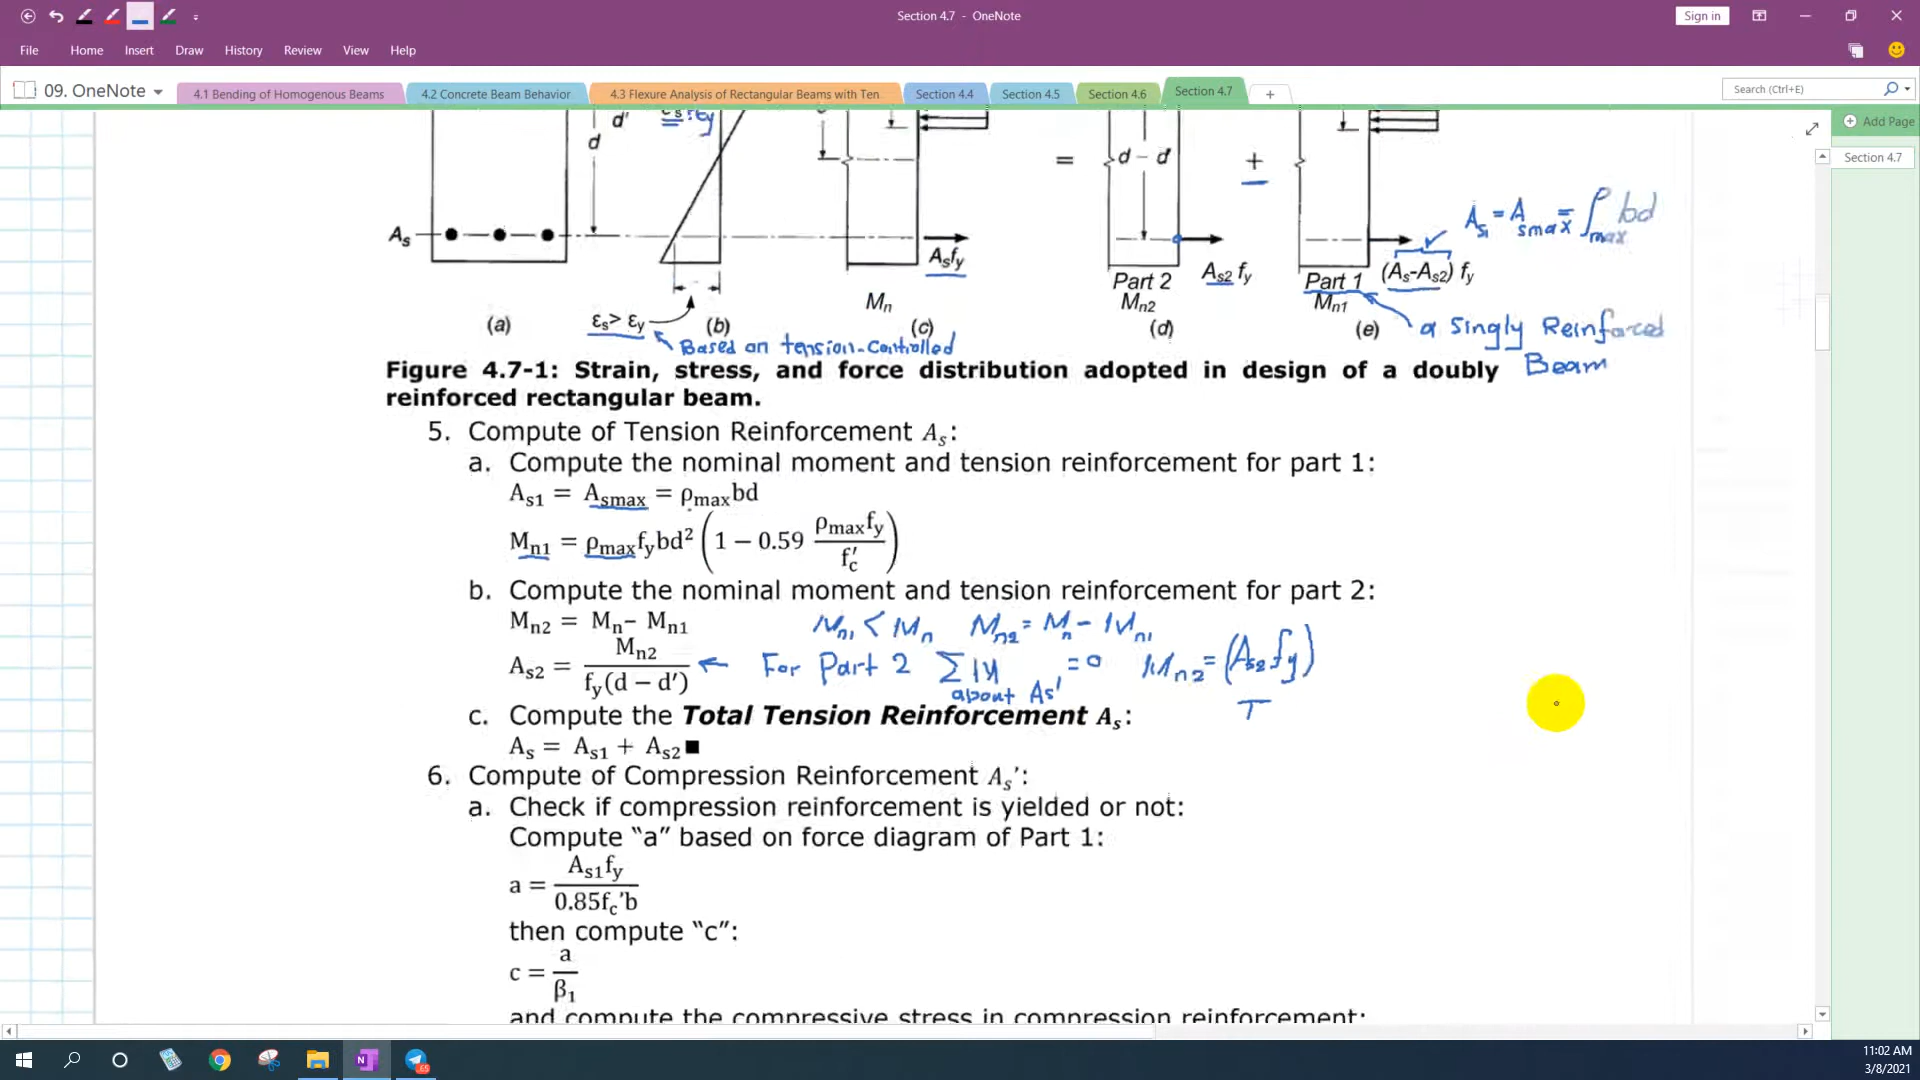 Section 4.7 - OneNote
Sign in
File Home Insert Draw History Review View Help
09. OneNote
4.1 Bending of Homogenous Beams
4.2 Concrete Beam Behavior
4.3 Flexure Analysis of Rectangular Beams with Ten
Section 4.4
Section 4.5
Section 4.6
Section 4.7
Search (Ctrl+E)
Add Page
Section 4.7
d'
d
=
d - d'
+
As1 = Asmax = ρmax bd
As
Asfy
As2 fy
(As-As2) fy
Part 2
Part 1
Mn
Mn2
Mn1
εs> εy
(a)
(b)
(c)
(d)
(e)
a Singly Reinforced
Beam
Based on tension-Controlled
Figure 4.7-1: Strain, stress, and force distribution adopted in design of a doubly
reinforced rectangular beam.
5. Compute of Tension Reinforcement As:
a. Compute the nominal moment and tension reinforcement for part 1:
As1 = Asmax = ρmaxbd
Mn1 = ρmaxfybd² (1 − 0.59 ρmaxfy / f′c)
b. Compute the nominal moment and tension reinforcement for part 2:
Mn2 = Mn− Mn1
Mn1 < Mn Mn2 = Mn - Mn1
As2 = Mn2 / fy(d − d′)
For Part 2 ΣM about As' = 0 Mn2 = (As2 fy)
T
c. Compute the Total Tension Reinforcement As:
As = As1 + As2■
6. Compute of Compression Reinforcement As’:
a. Check if compression reinforcement is yielded or not:
Compute “a” based on force diagram of Part 1:
a = As1fy / 0.85fc’b
then compute “c”:
c = a / β1
and compute the compressive stress in compression reinforcement:
11:02 AM
3/8/2021